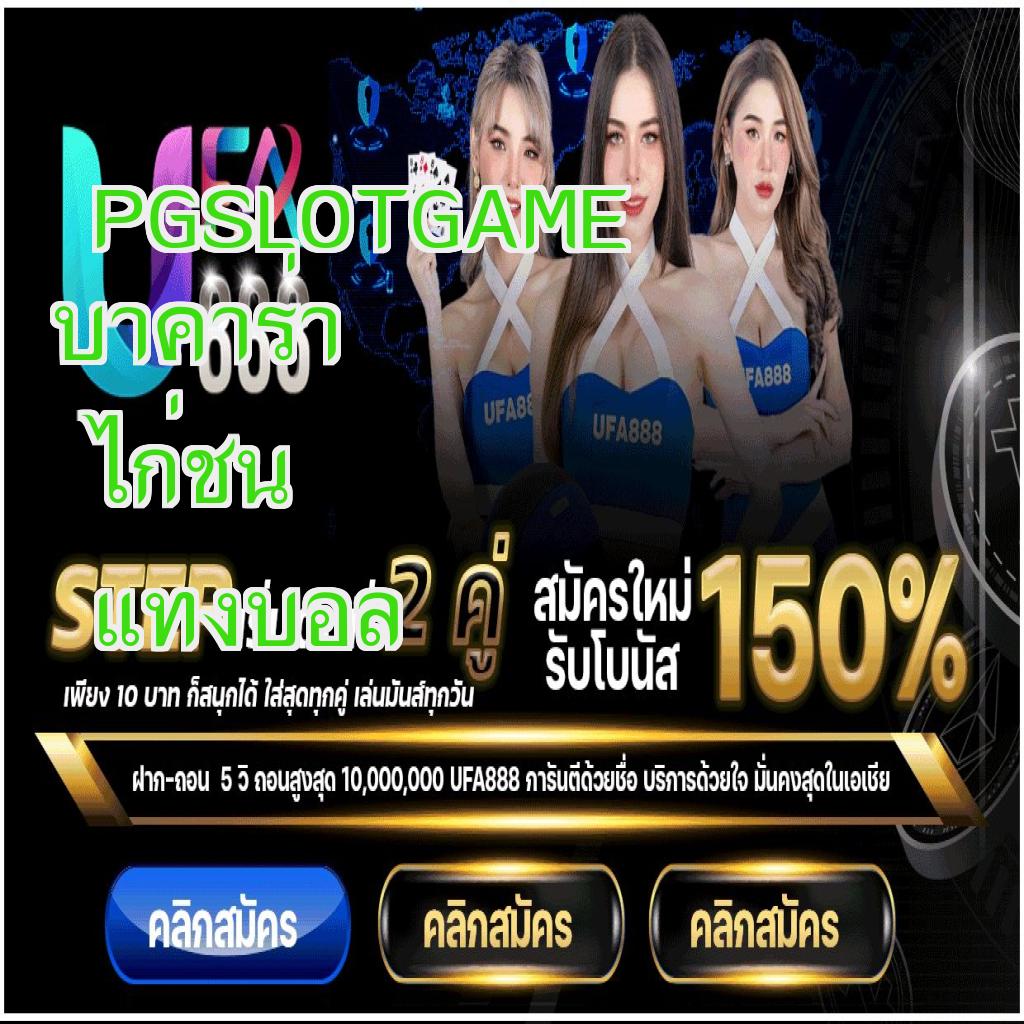 UFA
888
PGSLOTGAME
บาคาร่า
ไก่ชน
UFA888
UFA888
UFA888
STEP 2 คู่
แทงบอล
สมัครใหม่
รับโบนัส
150%
เพียง 10 บาท ก็สนุกได้ ใส่สุดทุกคู่ เล่นมันส์ทุกวัน
ฝาก-ถอน 5 วิ ถอนสูงสุด 10,000,000 UFA888 การันตีด้วยชื่อ บริการด้วยใจ มั่นคงสุดในเอเชีย
คลิกสมัคร
คลิกสมัคร
คลิกสมัคร